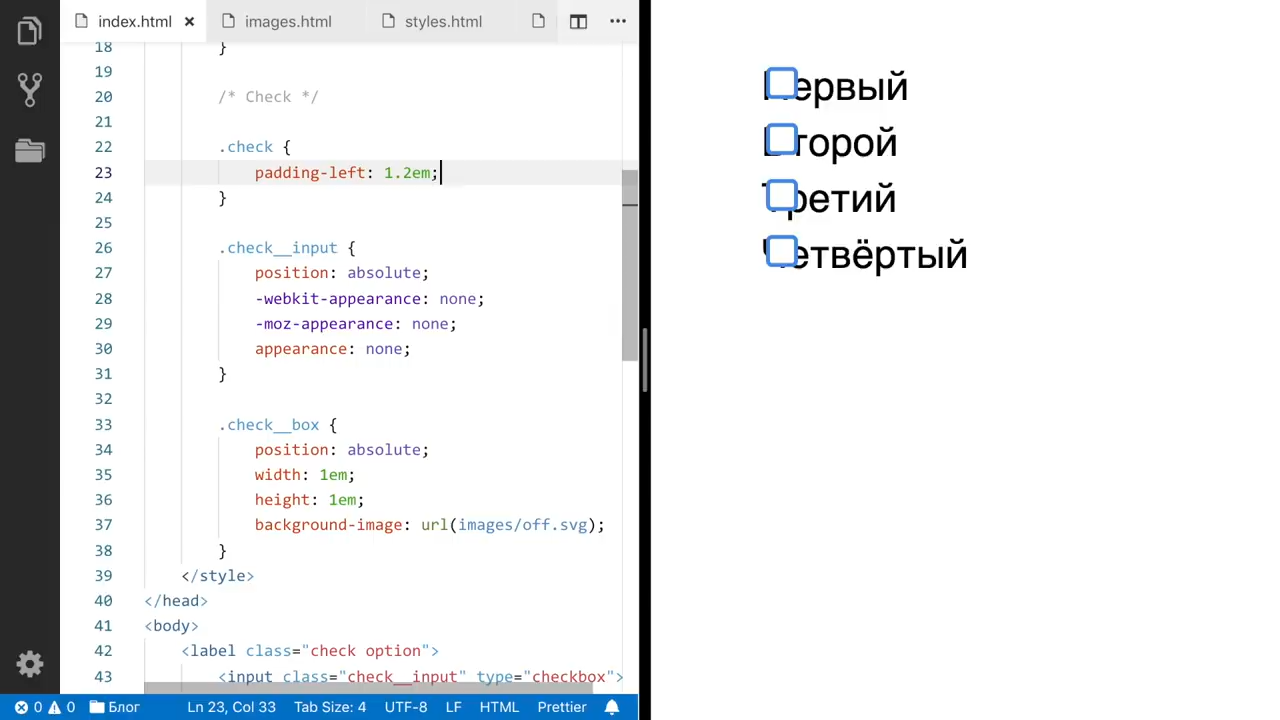 index.html
images.html
styles.html
18 }
19
20 /* Check */
21
22 .check {
23 padding-left: 1.2em;
24 }
25
26 .check__input {
27 position: absolute;
28 -webkit-appearance: none;
29 -moz-appearance: none;
30 appearance: none;
31 }
32
33 .check__box {
34 position: absolute;
35 width: 1em;
36 height: 1em;
37 background-image: url(images/off.svg);
38 }
39 </style>
40 </head>
41 <body>
42 <label class="check option">
43 <input class="check__input" type="checkbox">
0 0 Блог Ln 23, Col 33 Tab Size: 4 UTF-8 LF HTML Prettier
Первый
Второй
Третий
Четвёртый